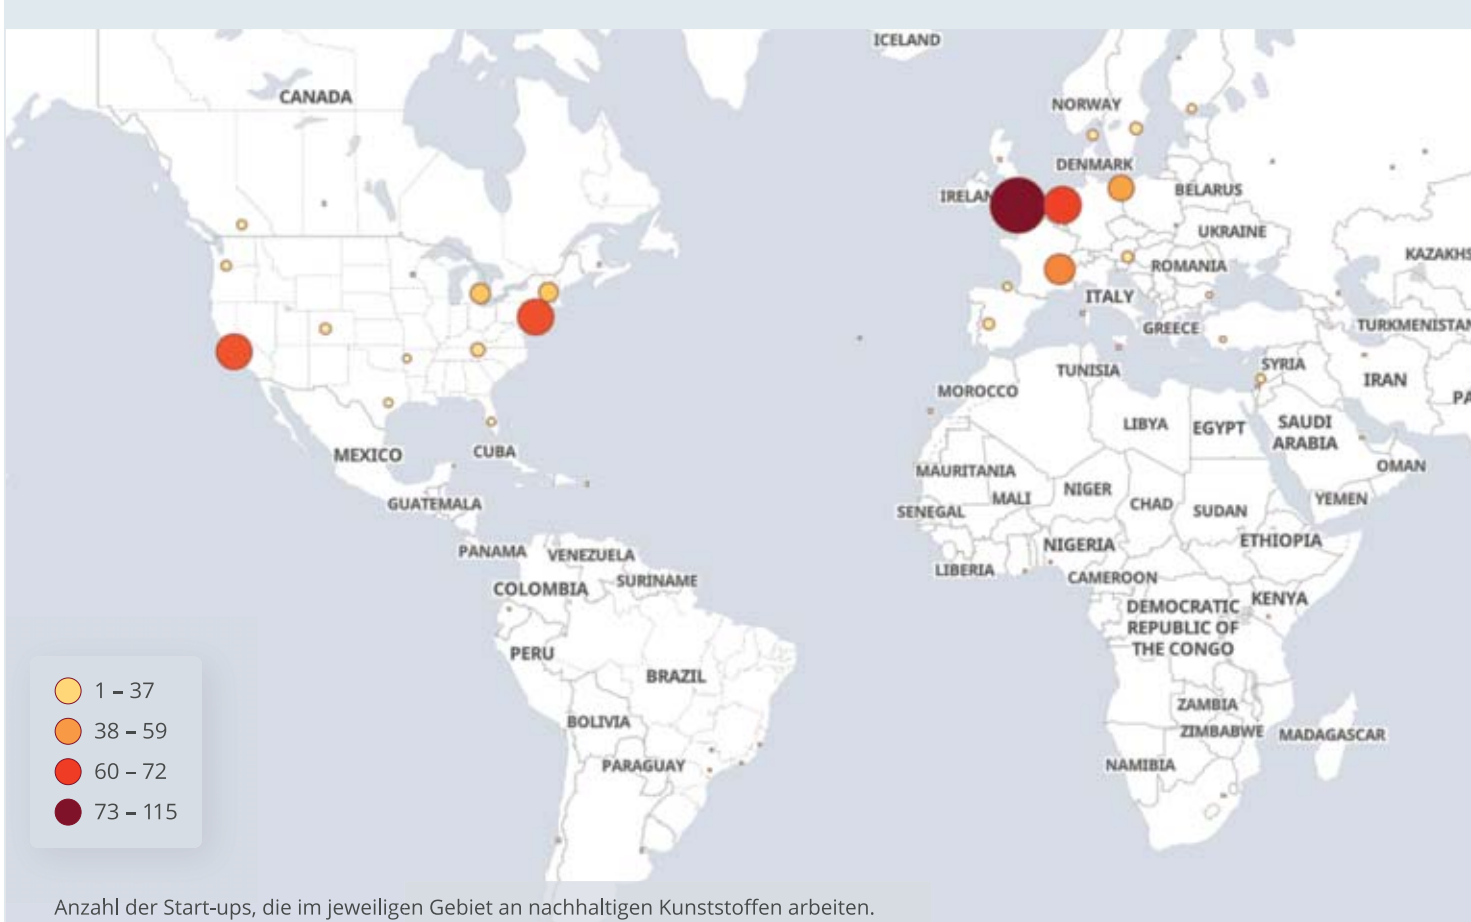 ICELAND
CANADA
NORWAY
DENMARK
IRELAN
BELARUS
UKRAINE
KAZAKHS
ROMANIA
ITALY
GREECE
TURKMENISTAN
SYRIA
IRAN
TUNISIA
MOROCCO
PA
LIBYA
EGYPT
SAUDI
ARABIA
MEXICO
CUBA
OMAN
MAURITANIA
MALI
NIGER
CHAD
SUDAN
YEMEN
GUATEMALA
SENEGAL
ETHIOPIA
PANAMA
VENEZUELA
NIGERIA
LIBERIA
CAMEROON
COLOMBIA
SURINAME
DEMOCRATIC
REPUBLIC OF
THE CONGO
KENYA
PERU
BRAZIL
BOLIVIA
ZAMBIA
ZIMBABWE
MADAGASCAR
PARAGUAY
NAMIBIA
1 – 37
38 – 59
60 – 72
73 – 115
Anzahl der Start-ups, die im jeweiligen Gebiet an nachhaltigen Kunststoffen arbeiten.